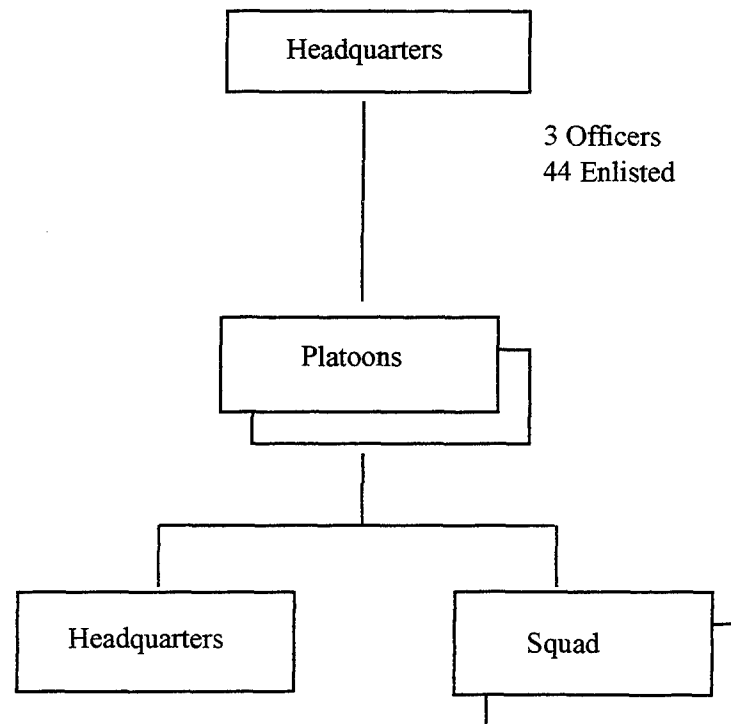 Headquarters
3 Officers
44 Enlisted
Platoons
Headquarters
Squad